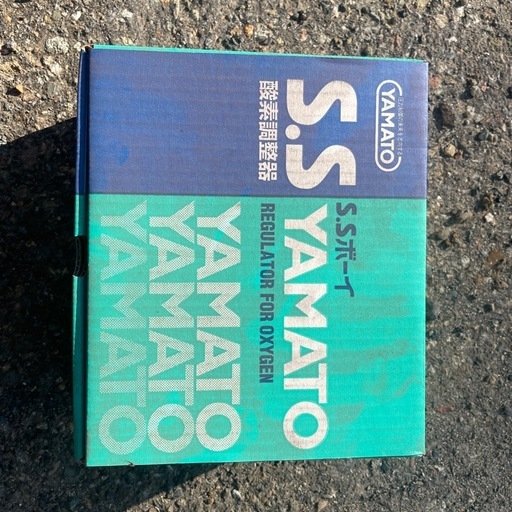 YAMATO
S.Sボーイ
S.S YAMATO
酸素調整器 REGULATOR FOR OXYGEN
YAMATO
YAMATO
YAMATO